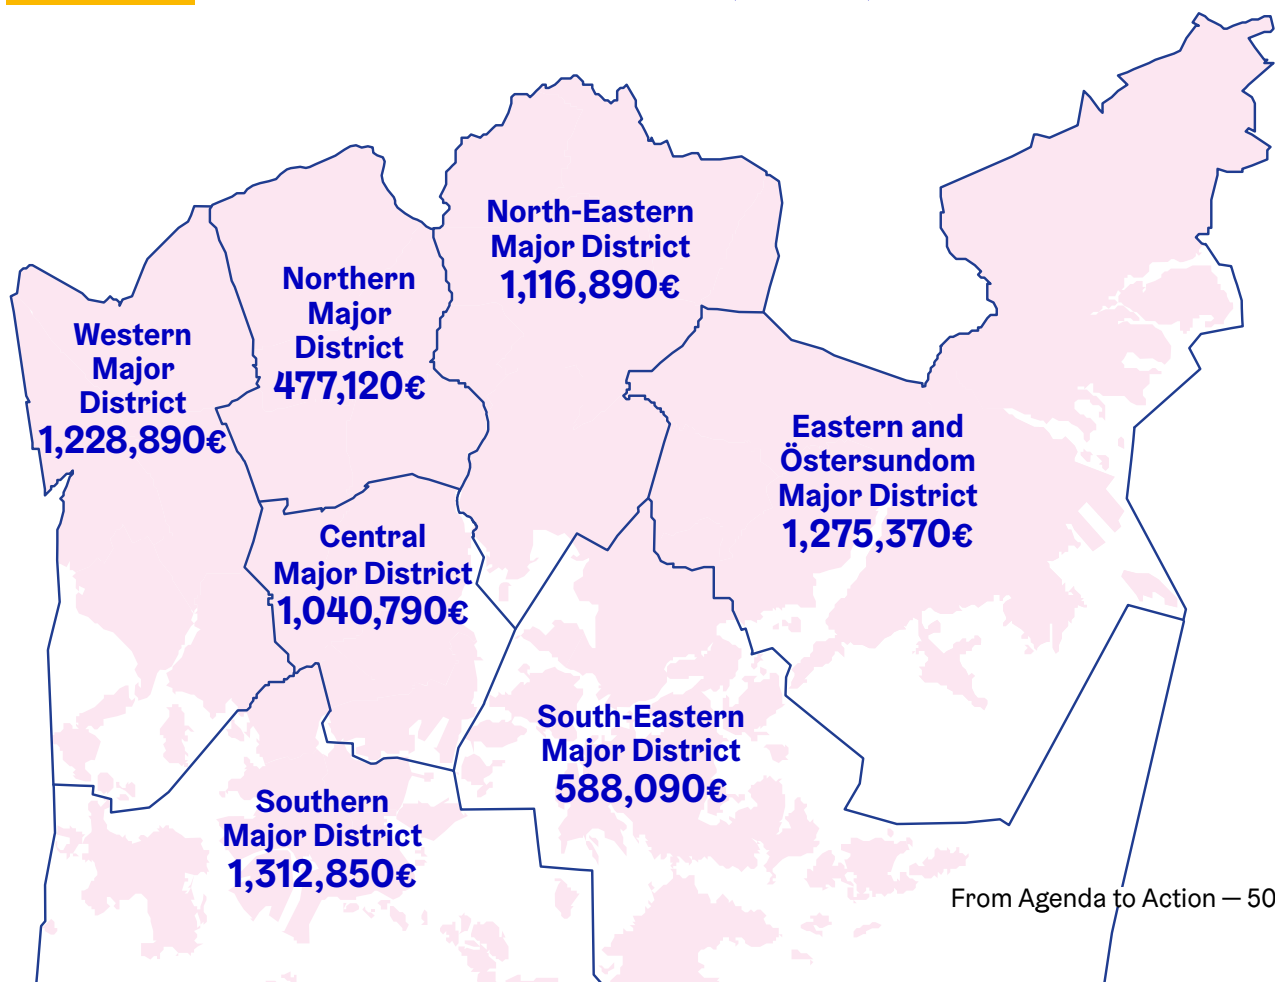 North-Eastern
Major District
1,116,890€
Northern
Major
District
477,120€
Western
Major
District
1,228,890€
Eastern and
Östersundom
Major District
1,275,370€
Central
Major District
1,040,790€
South-Eastern
Major District
588,090€
Southern
Major District
1,312,850€
From Agenda to Action — 50